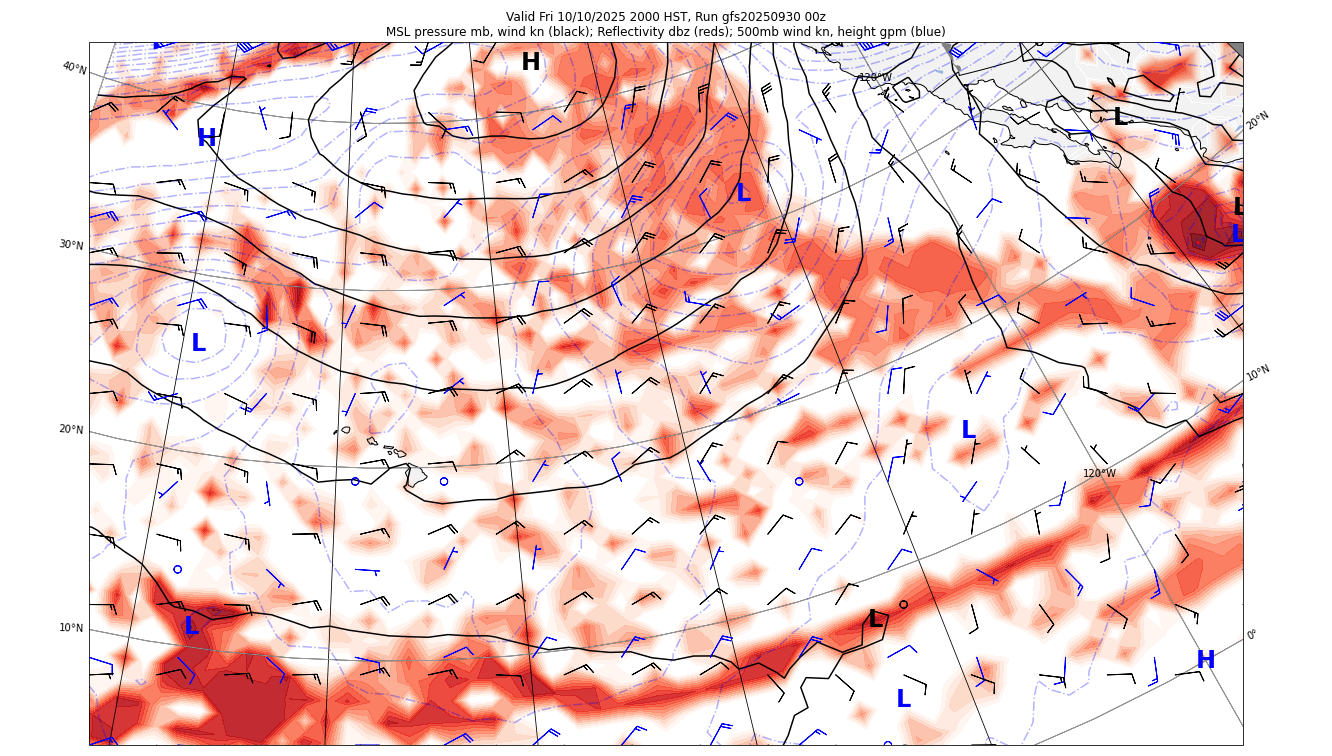 Valid Fri 10/10/2025 2000 HST, Run gfs20250930 00z
MSL pressure mb, wind kn (black); Reflectivity dbz (reds); 500mb wind kn, height gpm (blue)
H
40°N
120°W
L
20°N
H
L
L
L
30°N
L
10°N
20°N
L
120°W
10°N
L
L
0°
H
L